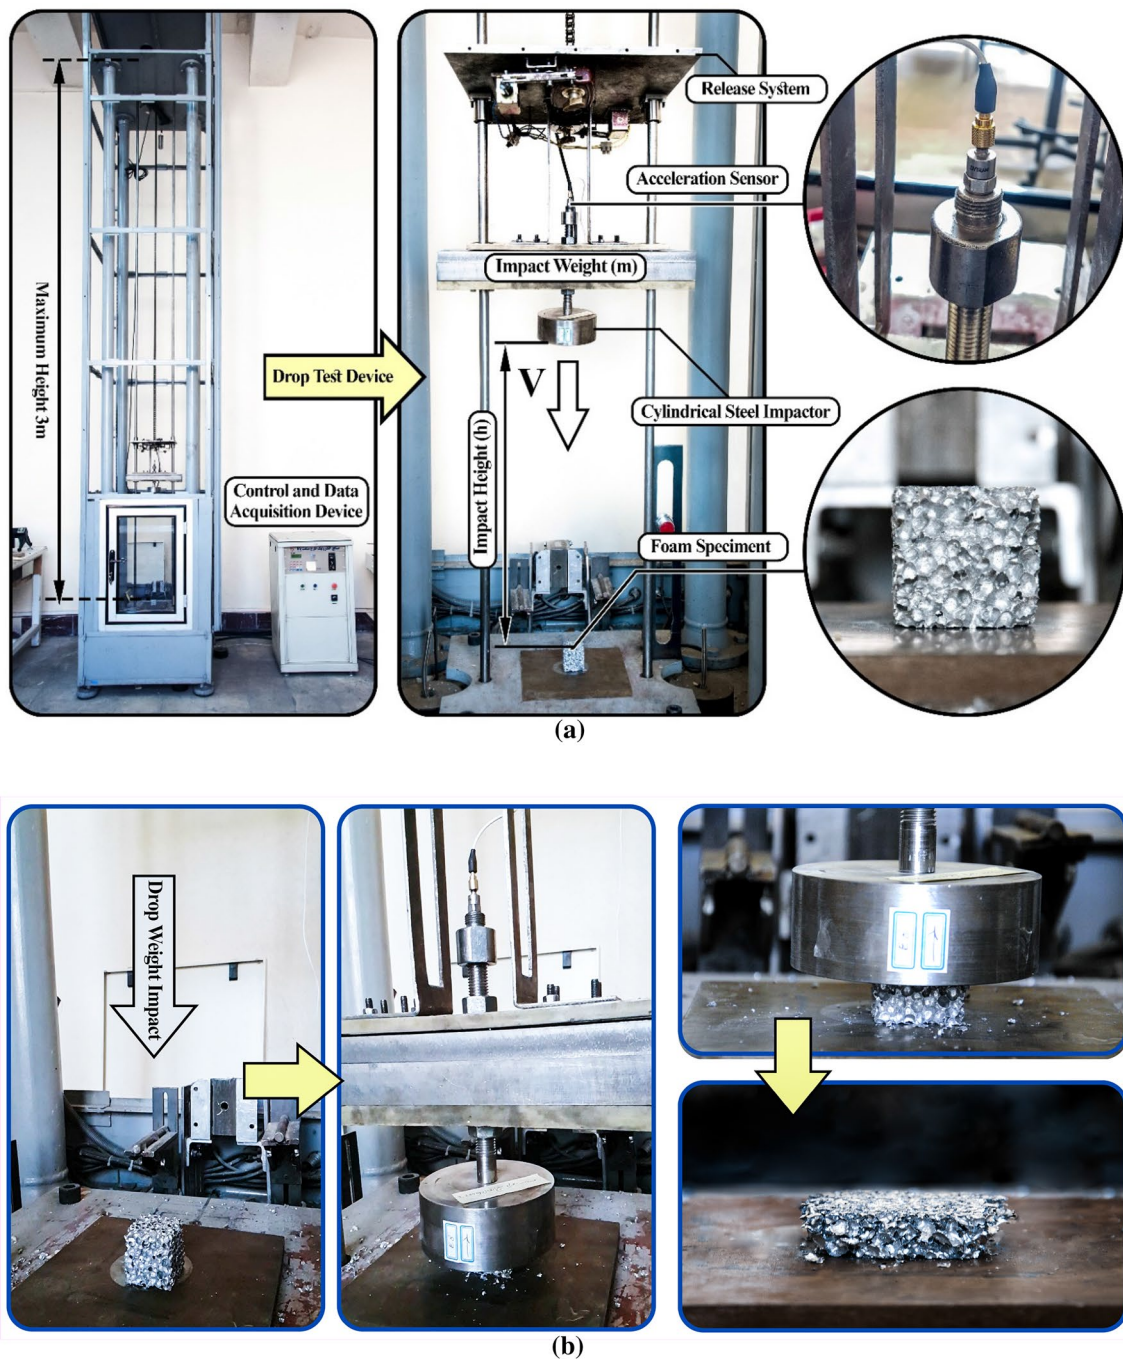 Maximum Height 3m
Control and Data
Acquisition Device
Drop Test Device
Release System
Acceleration Sensor
Impact Weight (m)
V
Impact Height (h)
Cylindrical Steel Impactor
Foam Speciment
(a)
Drop Weight Impact
(b)